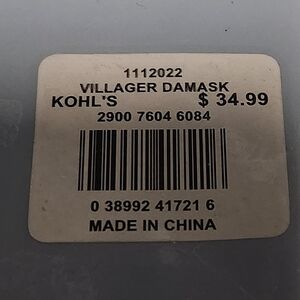 1112022
VILLAGER DAMASK
KOHL'S $ 34.99
2900 7604 6084
0 38992 41721 6
MADE IN CHINA